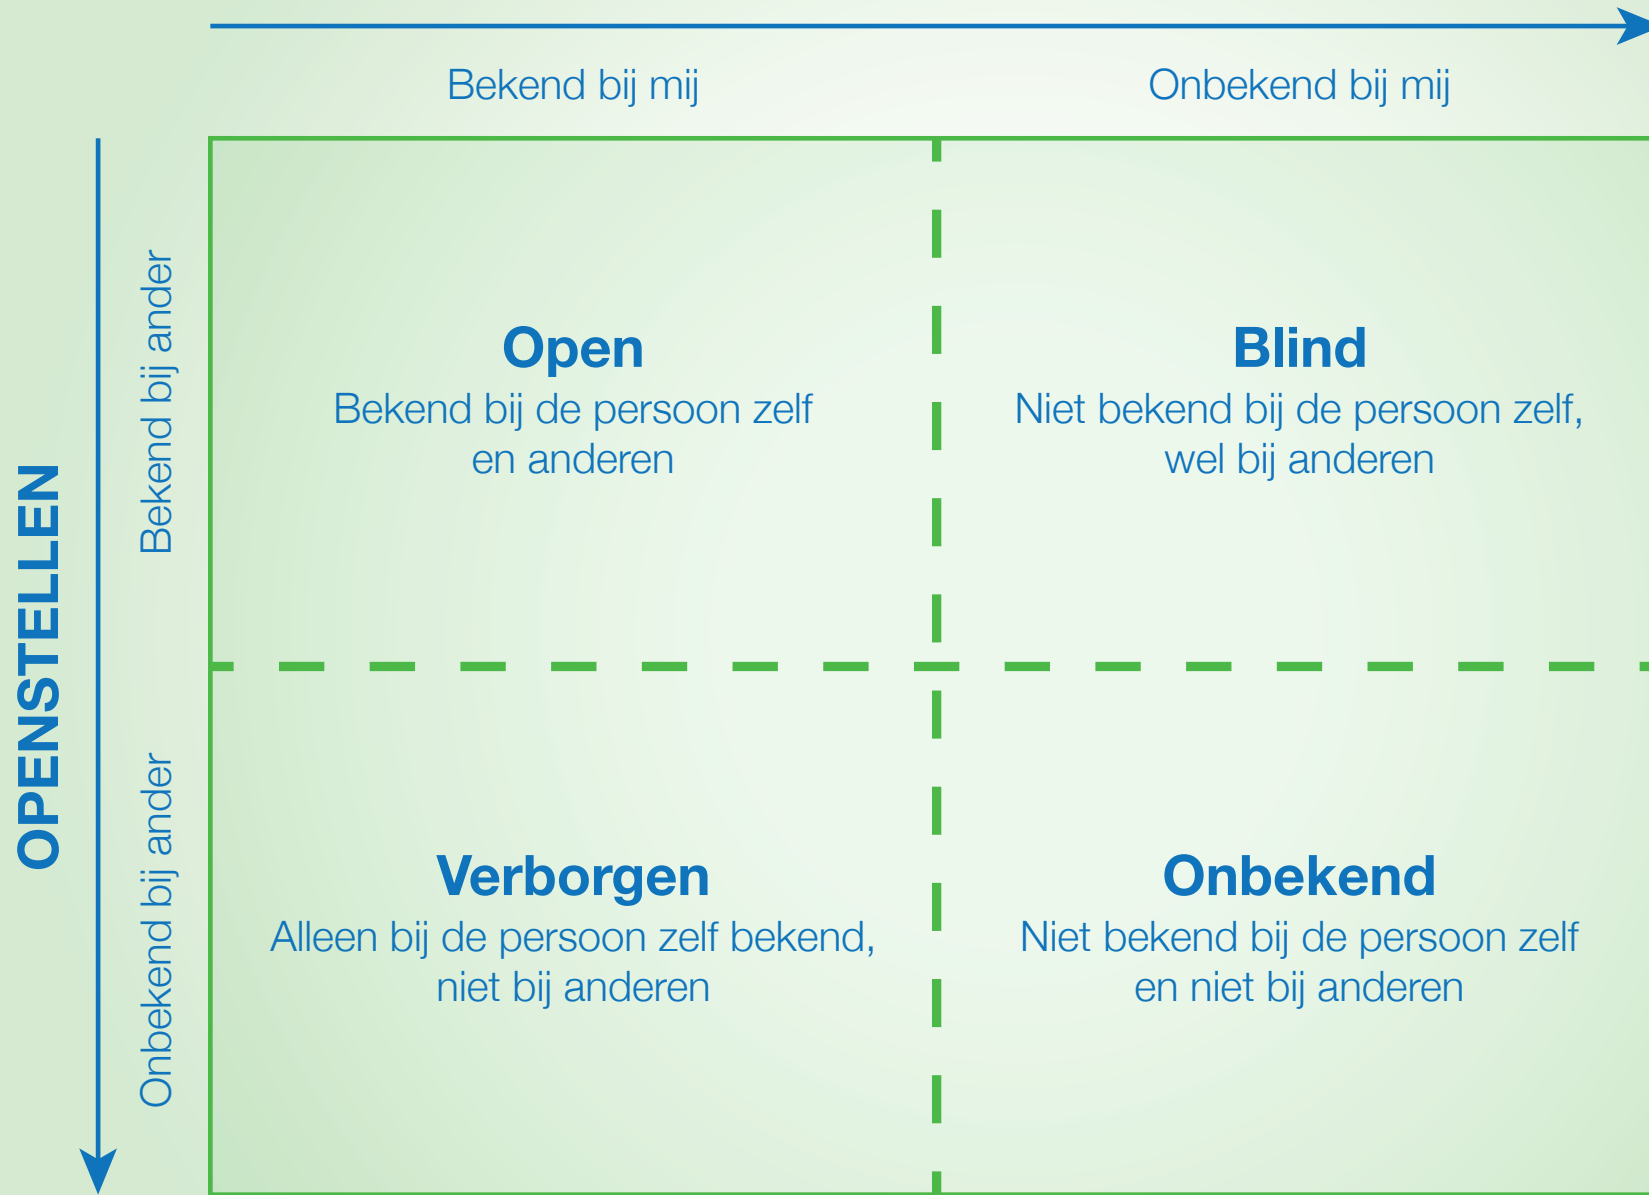 Bekend bij mij
Onbekend bij mij
OPENSTELLEN
Bekend bij ander
Open
Bekend bij de persoon zelf
en anderen
Blind
Niet bekend bij de persoon zelf,
wel bij anderen
Onbekend bij ander
Verborgen
Alleen bij de persoon zelf bekend,
niet bij anderen
Onbekend
Niet bekend bij de persoon zelf
en niet bij anderen